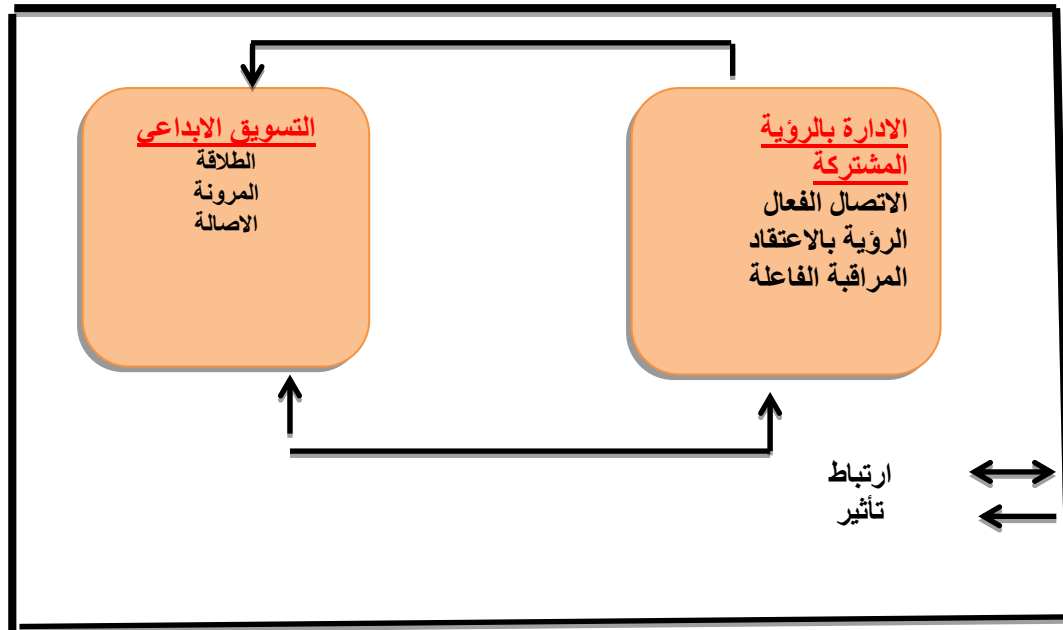 الادارة بالرؤية
المشتركة
الاتصال الفعال
الرؤية بالاعتقاد
المراقبة الفاعلة
التسويق الابداعي
الطلاقة
المرونة
الاصالة
ارتباط
تأثير